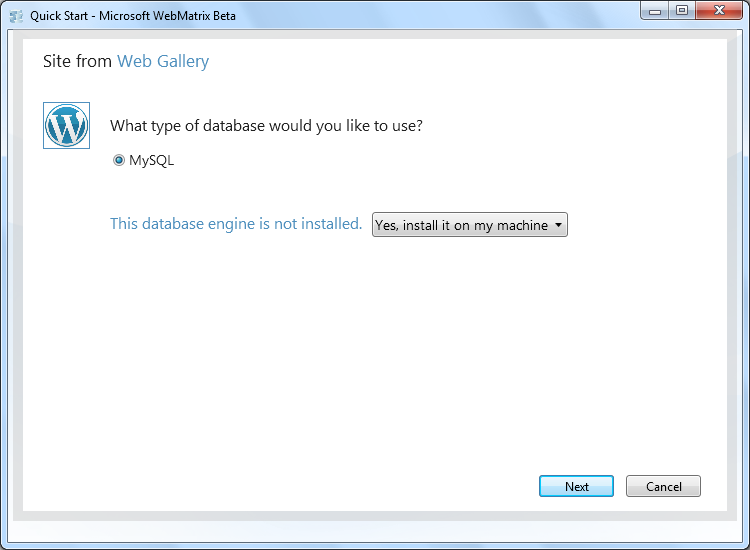 Quick Start - Microsoft WebMatrix Beta
Site from Web Gallery
What type of database would you like to use?
MySQL
This database engine is not installed. Yes, install it on my machine
Next Cancel